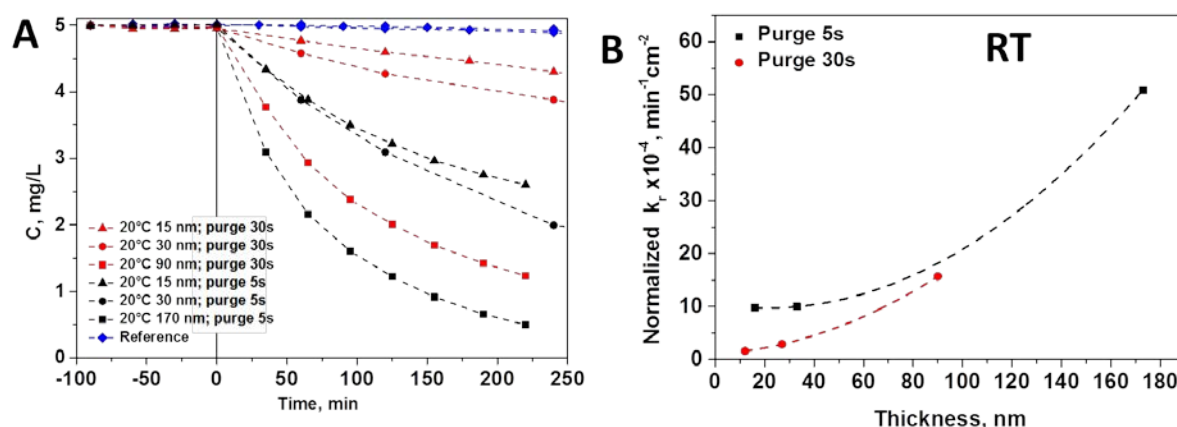 A
C, mg/L
5
4
3
2
1
0
20°C 15 nm; purge 30s
20°C 30 nm; purge 30s
20°C 90 nm; purge 30s
20°C 15 nm; purge 5s
20°C 30 nm; purge 5s
20°C 170 nm; purge 5s
Reference
-100 -50 0 50 100 150 200 250
Time, min
B
RT
Purge 5s
Purge 30s
Normalized kr x10⁻⁴, min⁻¹cm⁻²
60
50
40
30
20
10
0
0 20 40 60 80 100 120 140 160 180
Thickness, nm